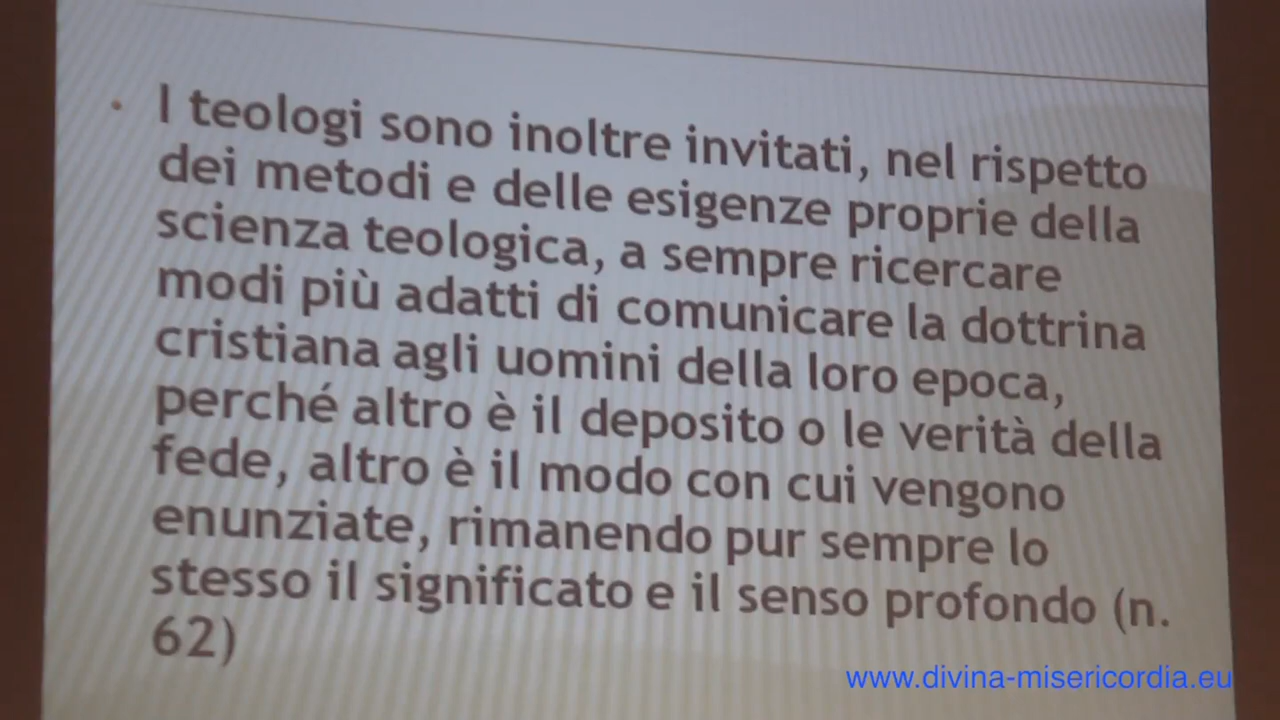 • I teologi sono inoltre invitati, nel rispetto
dei metodi e delle esigenze proprie della
scienza teologica, a sempre ricercare
modi più adatti di comunicare la dottrina
cristiana agli uomini della loro epoca,
perché altro è il deposito o le verità della
fede, altro è il modo con cui vengono
enunziate, rimanendo pur sempre lo
stesso il significato e il senso profondo (n.
62)
www.divina-misericordia.eu